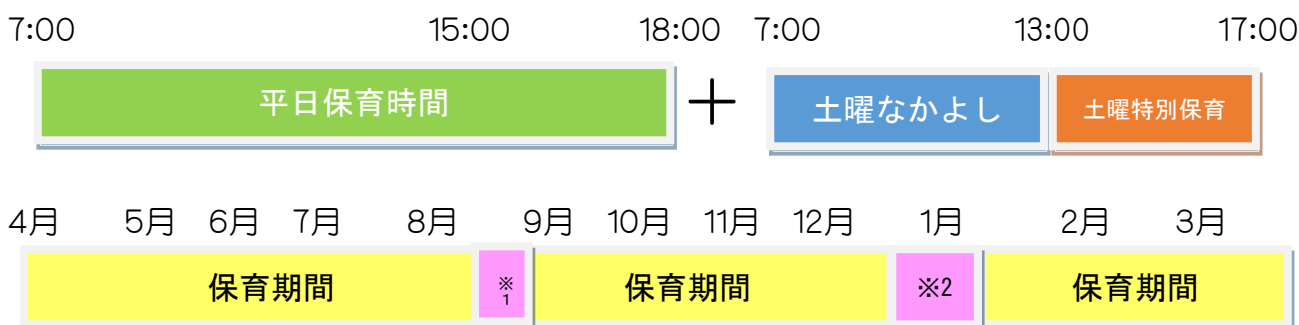 7:00 15:00 18:00 7:00 13:00 17:00
平日保育時間 + 土曜なかよし 土曜特別保育
4月 5月 6月 7月 8月 9月 10月 11月 12月 1月 2月 3月
保育期間 ※1 保育期間 ※2 保育期間